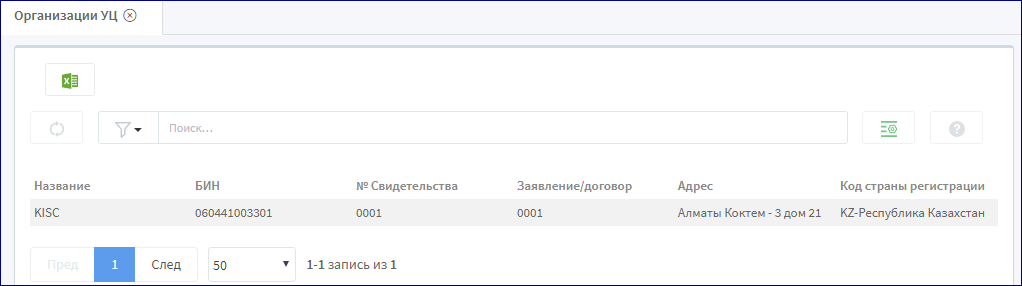 Организации УЦ
Поиск...
Название БИН № Свидетельства Заявление/договор Адрес Код страны регистрации
KISC 060441003301 0001 0001 Алматы Коктем - 3 дом 21 KZ-Республика Казахстан
Пред 1 След 50 1-1 запись из 1